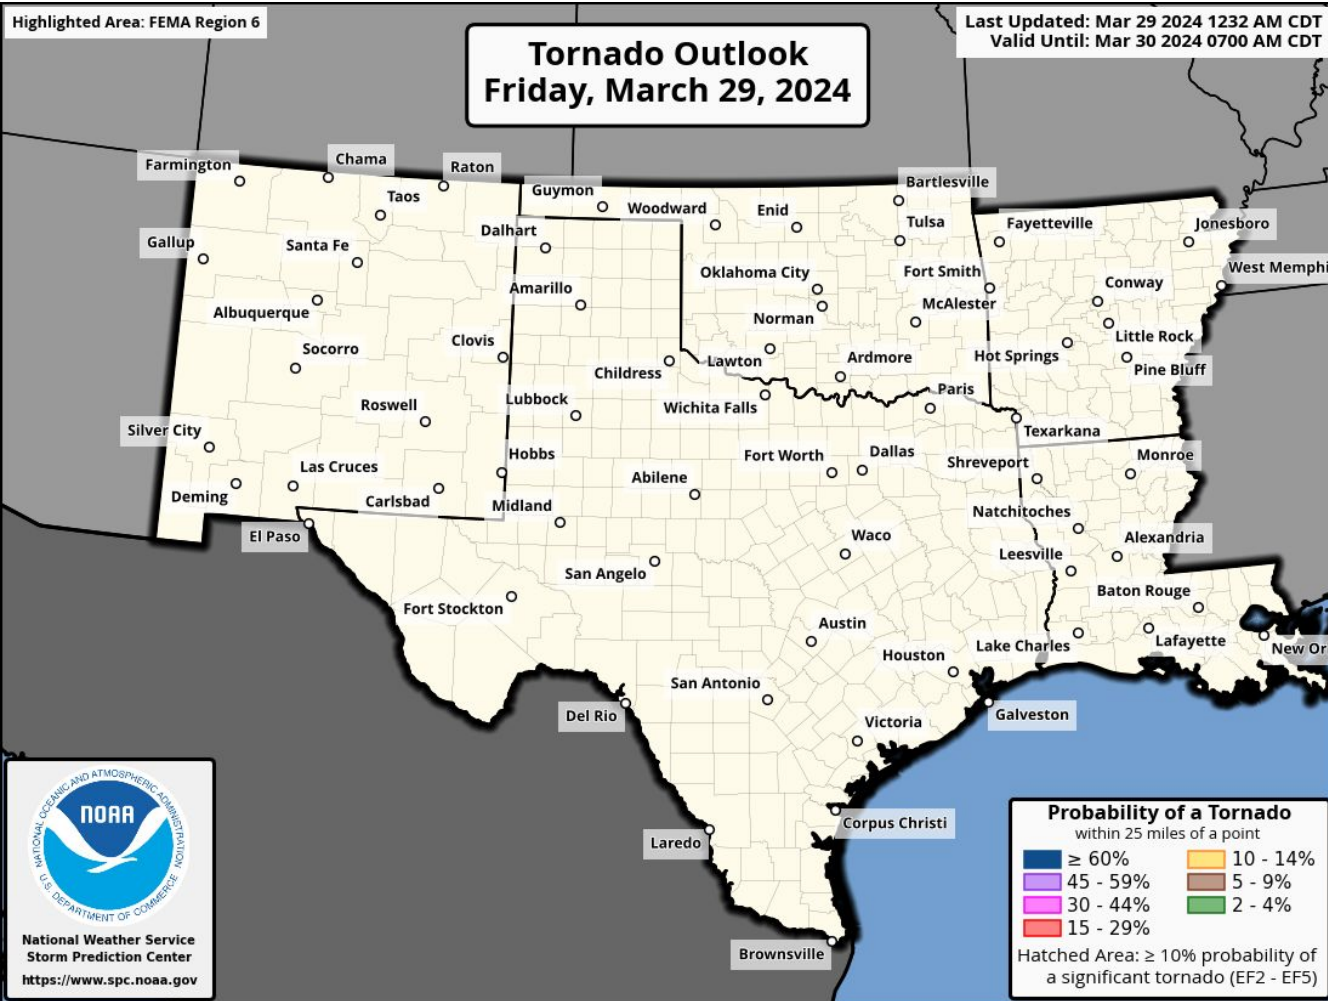 Highlighted Area: FEMA Region 6
Tornado Outlook
Friday, March 29, 2024
Last Updated: Mar 29 2024 1232 AM CDT
Valid Until: Mar 30 2024 0700 AM CDT
Farmington
Chama
Raton
Taos
Guymon
Woodward
Enid
Bartlesville
Tulsa
Fayetteville
Jonesboro
Gallup
Santa Fe
Dalhart
Oklahoma City
Fort Smith
West Memphi
Amarillo
Conway
Albuquerque
Norman
McAlester
Socorro
Clovis
Little Rock
Childress
Lawton
Ardmore
Hot Springs
Pine Bluff
Roswell
Lubbock
Wichita Falls
Paris
Silver City
Texarkana
Las Cruces
Hobbs
Fort Worth
Dallas
Shreveport
Monroe
Deming
Carlsbad
Midland
Abilene
Natchitoches
El Paso
Waco
Alexandria
San Angelo
Leesville
Fort Stockton
Baton Rouge
Austin
Lake Charles
Lafayette
New Or
Houston
San Antonio
Del Rio
Victoria
Galveston
Corpus Christi
Laredo
Brownsville
NATIONAL OCEANIC AND ATMOSPHERIC ADMINISTRATION
NOAA
U.S. DEPARTMENT OF COMMERCE
National Weather Service
Storm Prediction Center
https://www.spc.noaa.gov
Probability of a Tornado
within 25 miles of a point
≥ 60%
10 - 14%
45 - 59%
5 - 9%
30 - 44%
2 - 4%
15 - 29%
Hatched Area: ≥ 10% probability of
a significant tornado (EF2 - EF5)